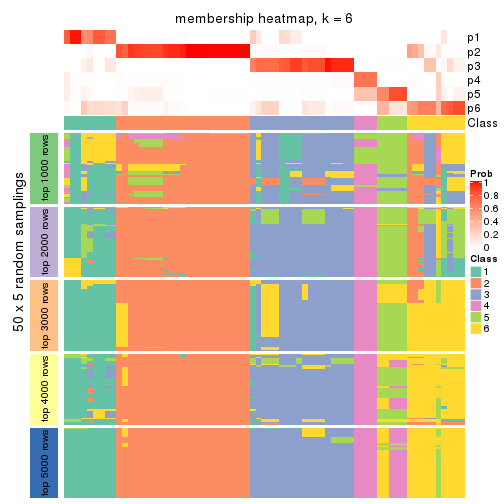 membership heatmap, k = 6
p1
p2
p3
p4
p5
p6
Class
50 x 5 random samplings
top 1000 rows
top 2000 rows
top 3000 rows
top 4000 rows
top 5000 rows
Prob
1
0.8
0.6
0.4
0.2
0
Class
1
2
3
4
5
6